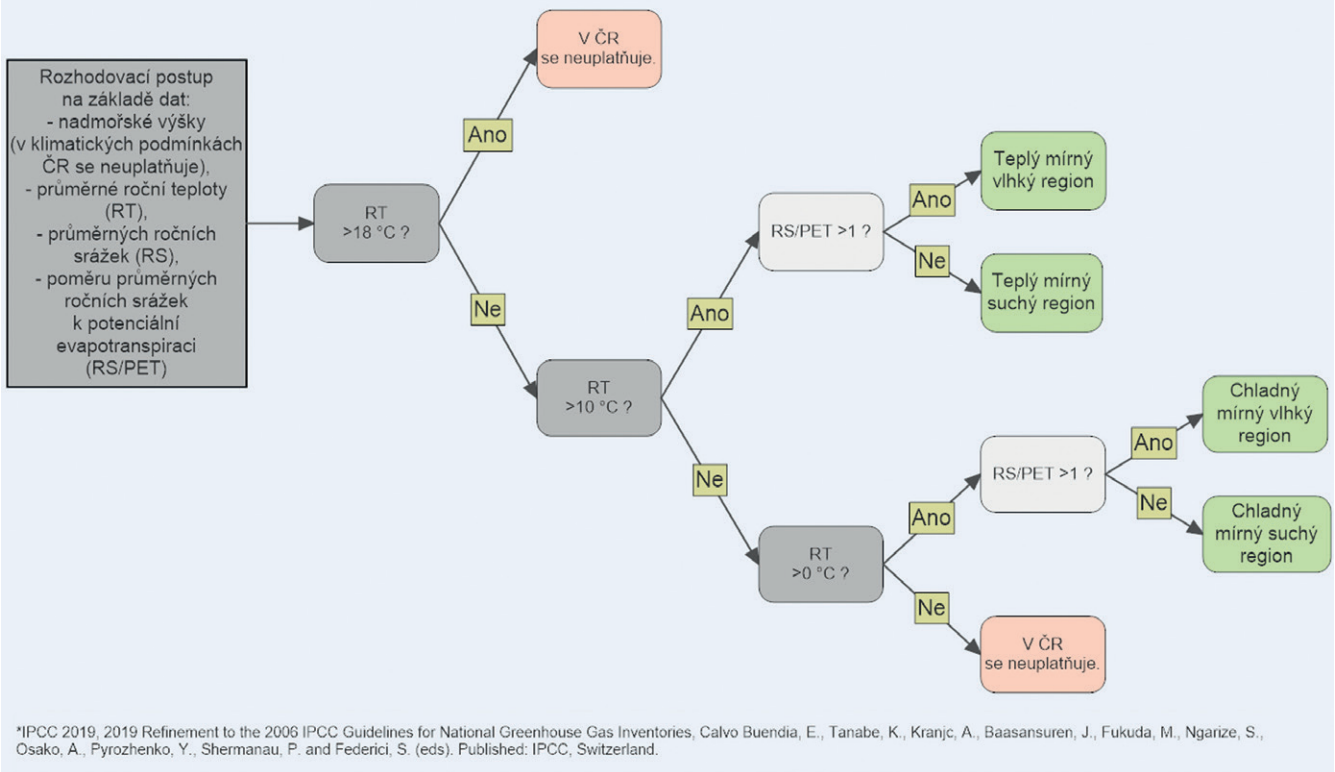 Rozhodovací postup
na základě dat:
- nadmořské výšky
(v klimatických podmínkách
ČR se neuplatňuje),
- průměrné roční teploty
(RT),
- průměrných ročních
srážek (RS),
- poměru průměrných
ročních srážek
k potenciální
evapotranspiraci
(RS/PET)
RT
>18 °C ?
Ano
V ČR
se neuplatňuje.
Ne
RT
>10 °C ?
Ano
RS/PET >1 ?
Ano
Teplý mírný
vlhký region
Ne
Teplý mírný
suchý region
Ne
RT
>0 °C ?
Ano
RS/PET >1 ?
Ano
Chladný
mírný vlhký
region
Ne
Chladný
mírný suchý
region
Ne
V ČR
se neuplatňuje.
*IPCC 2019, 2019 Refinement to the 2006 IPCC Guidelines for National Greenhouse Gas Inventories, Calvo Buendia, E., Tanabe, K., Kranjc, A., Baasansuren, J., Fukuda, M., Ngarize, S.,
Osako, A., Pyrozhenko, Y., Shermanau, P. and Federici, S. (eds). Published: IPCC, Switzerland.